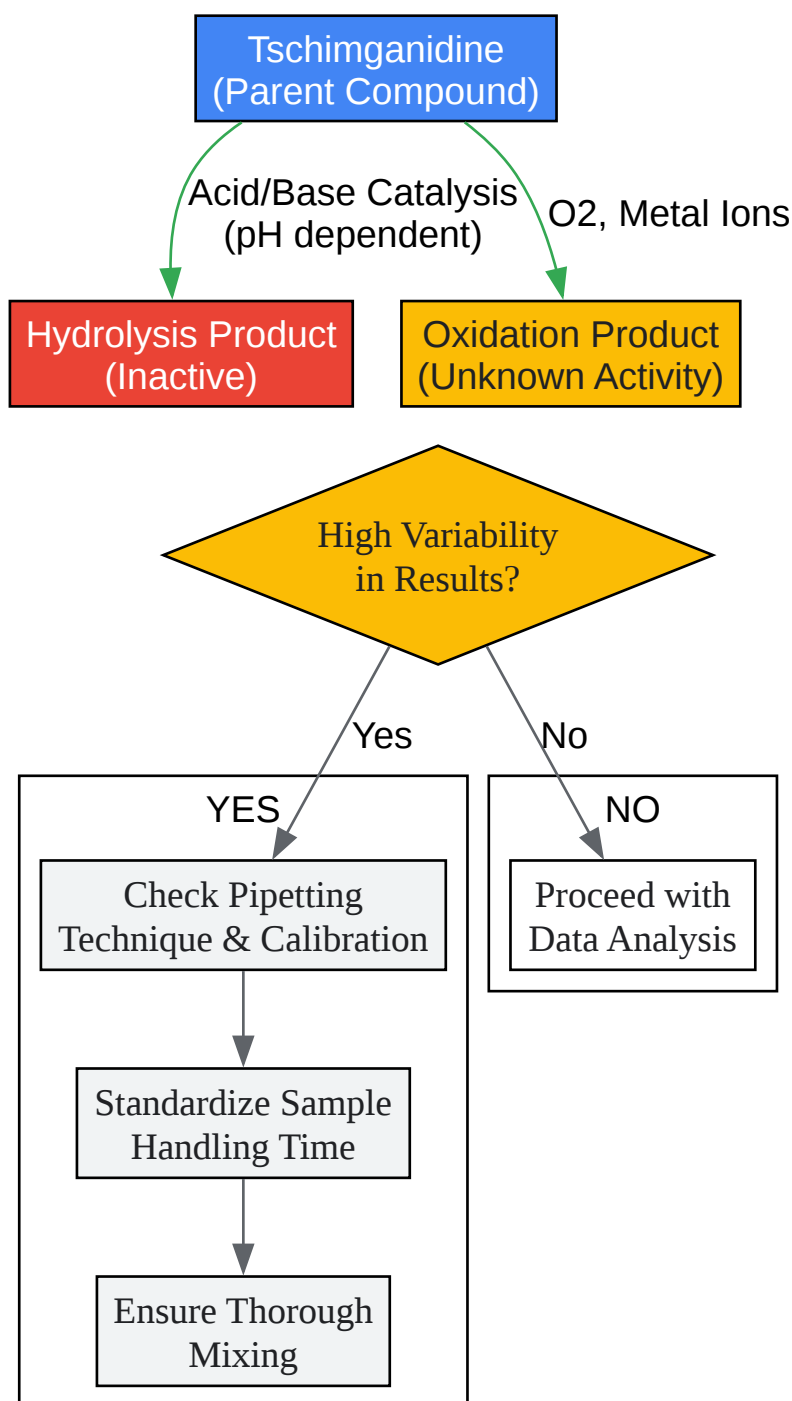 Tschimganidine
(Parent Compound)
Acid/Base Catalysis
(pH dependent)
O2, Metal Ions
Hydrolysis Product
(Inactive)
Oxidation Product
(Unknown Activity)
High Variability
in Results?
Yes
No
YES
NO
Check Pipetting
Technique & Calibration
Proceed with
Data Analysis
Standardize Sample
Handling Time
Ensure Thorough
Mixing